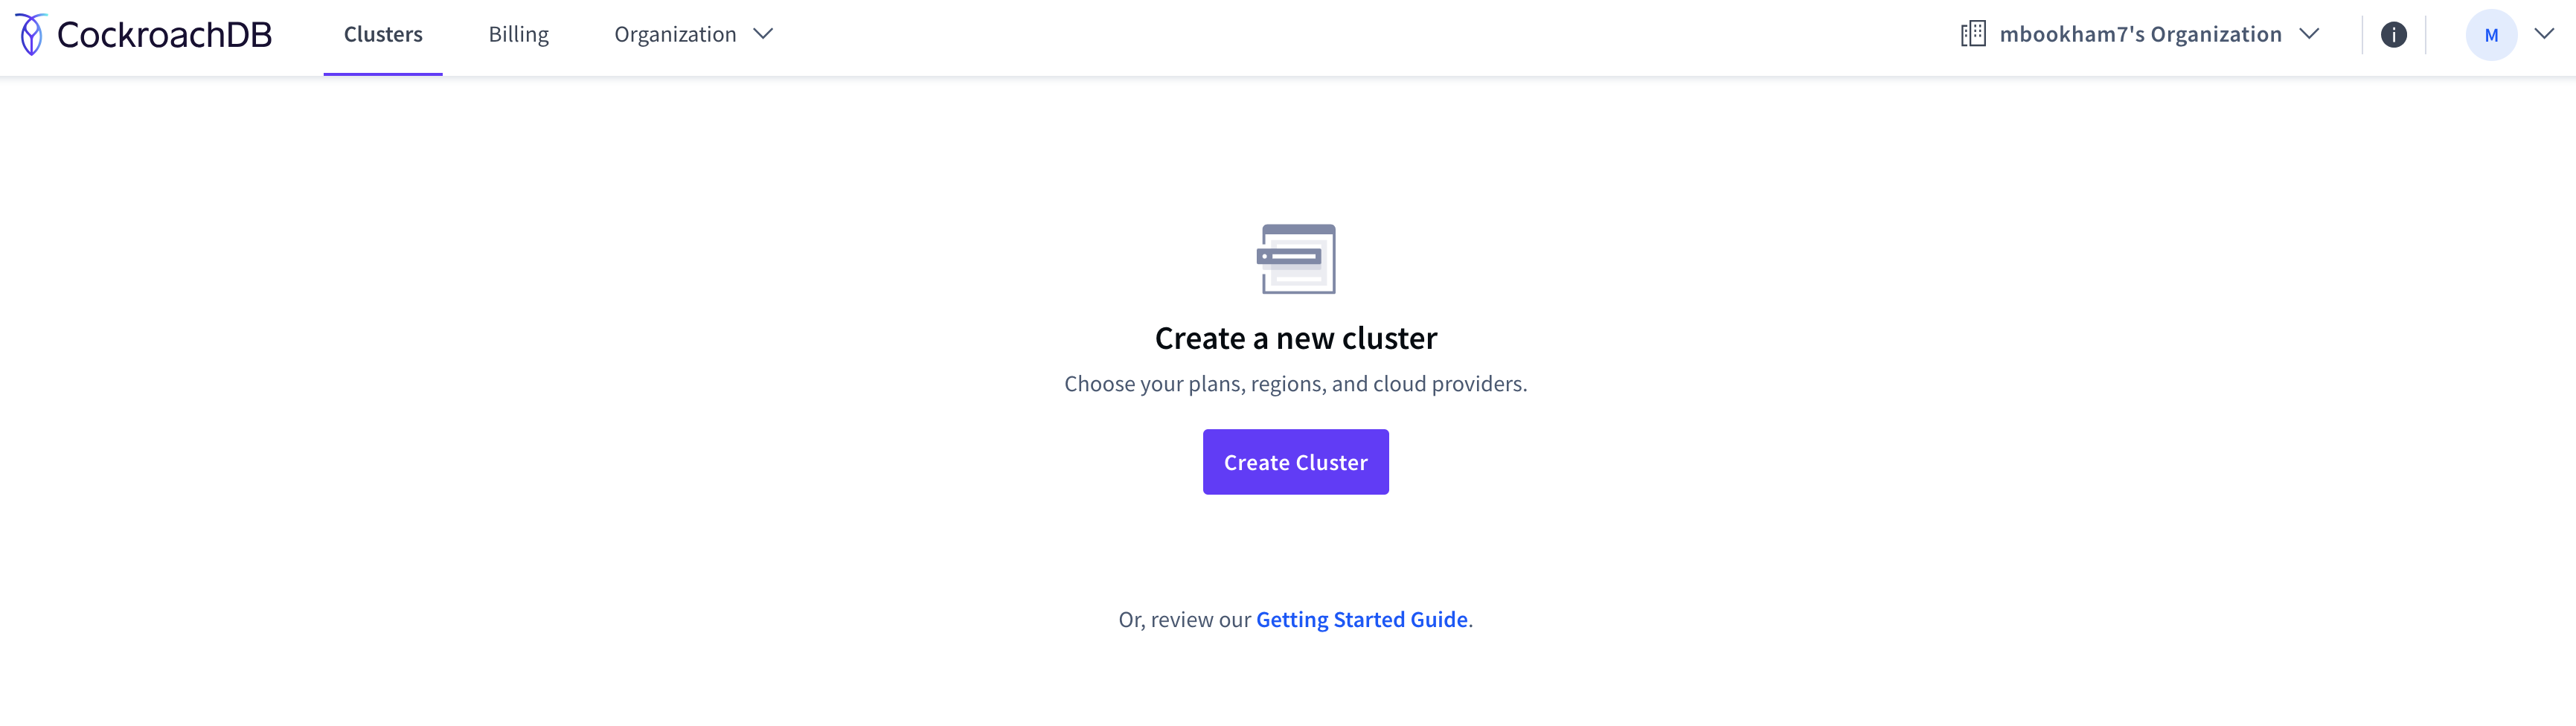 CockroachDB Clusters Billing Organization mbookham7's Organization i M
Create a new cluster
Choose your plans, regions, and cloud providers.
Create Cluster
Or, review our Getting Started Guide.